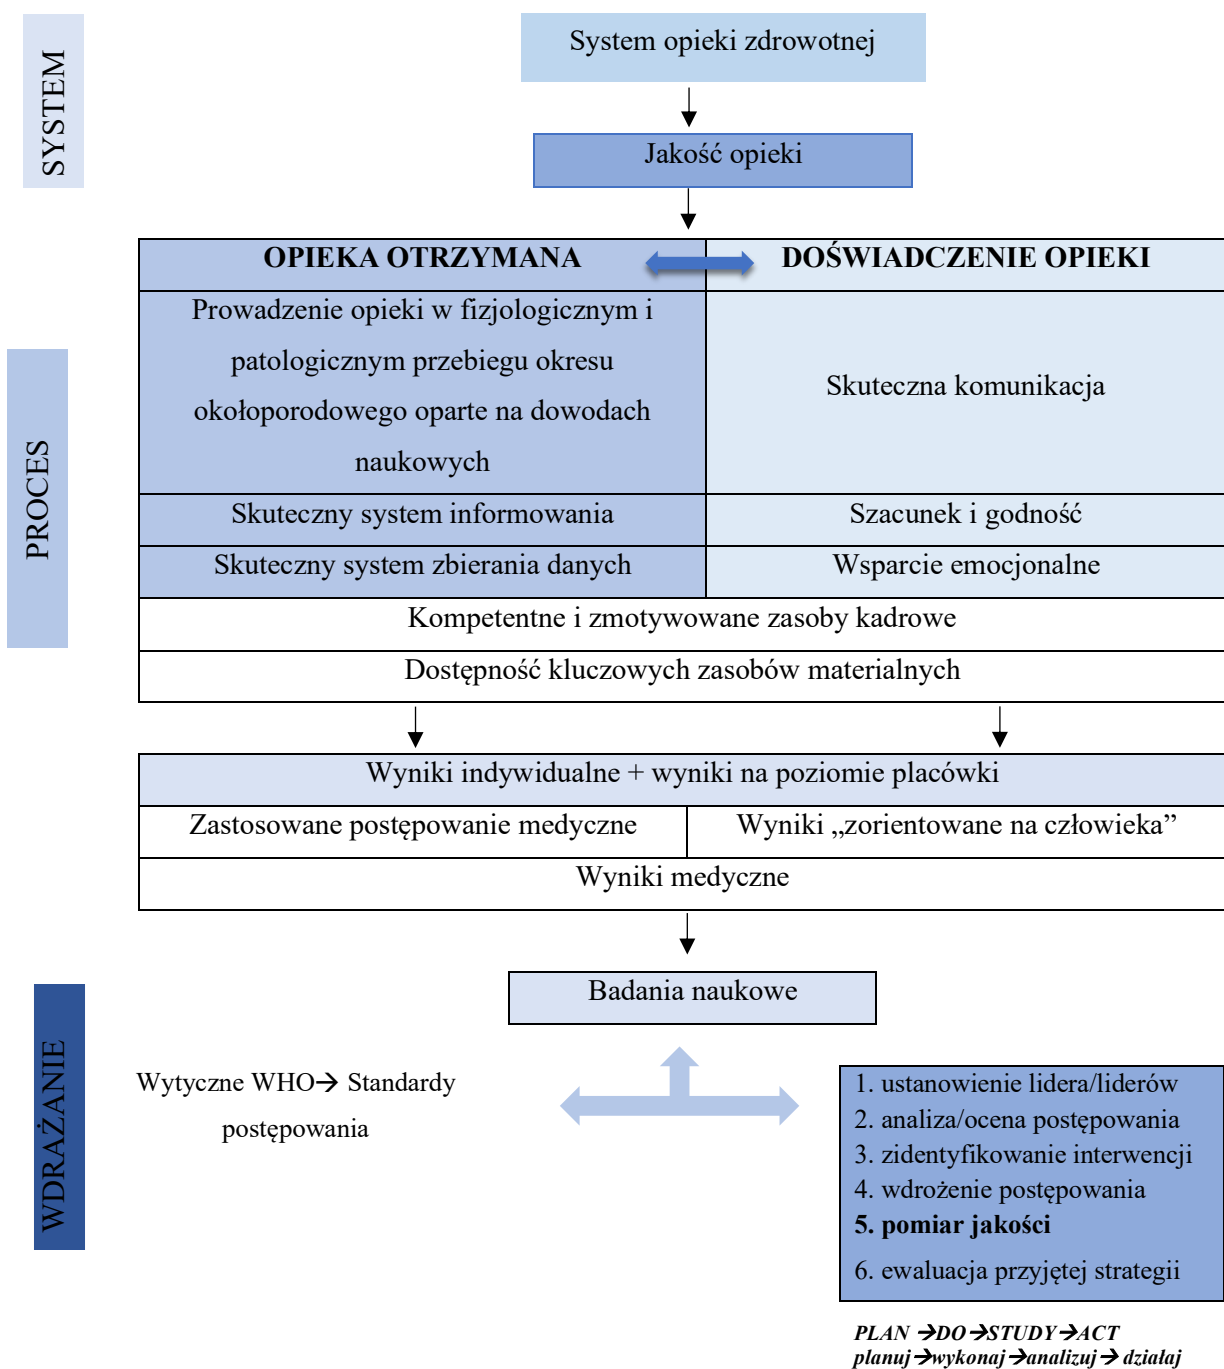 SYSTEM
System opieki zdrowotnej
Jakość opieki
PROCES
OPIEKA OTRZYMANA
DOŚWIADCZENIE OPIEKI
Prowadzenie opieki w fizjologicznym i
patologicznym przebiegu okresu
okołoporodowego oparte na dowodach
naukowych
Skuteczna komunikacja
Skuteczny system informowania
Szacunek i godność
Skuteczny system zbierania danych
Wsparcie emocjonalne
Kompetentne i zmotywowane zasoby kadrowe
Dostępność kluczowych zasobów materialnych
Wyniki indywidualne + wyniki na poziomie placówki
Zastosowane postępowanie medyczne
Wyniki „zorientowane na człowieka”
Wyniki medyczne
WDRAŻANIE
Badania naukowe
Wytyczne WHO→ Standardy
postępowania
1. ustanowienie lidera/liderów
2. analiza/ocena postępowania
3. zidentyfikowanie interwencji
4. wdrożenie postępowania
5. pomiar jakości
6. ewaluacja przyjętej strategii
PLAN →DO→STUDY→ACT
planuj→wykonaj→analizuj→ działaj